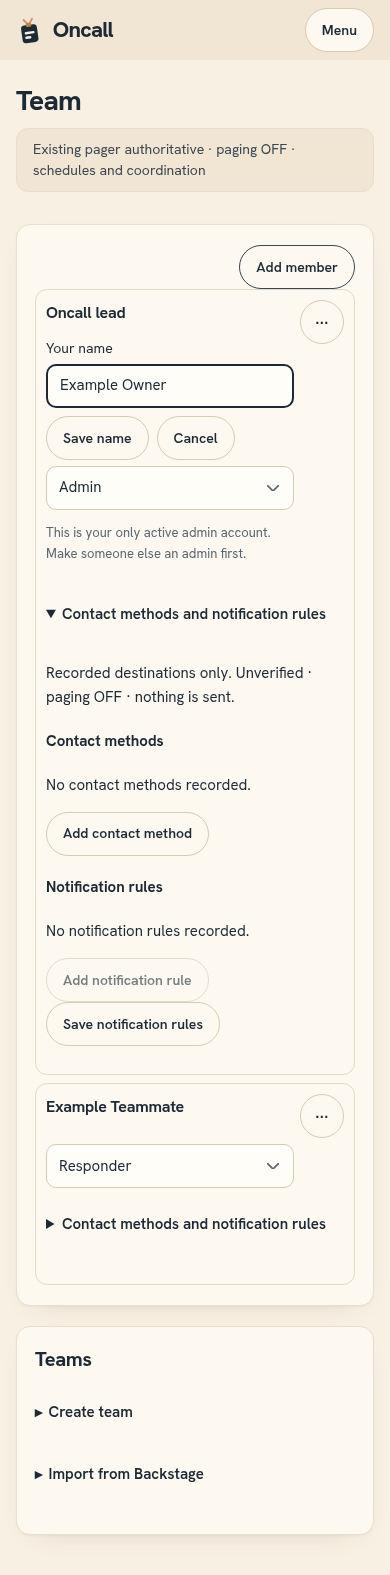 Oncall
Menu
Team
Existing pager authoritative · paging OFF ·
schedules and coordination
Add member
Oncall lead
...
Your name
Example Owner
Save name
Cancel
Admin
This is your only active admin account.
Make someone else an admin first.
Contact methods and notification rules
Recorded destinations only. Unverified ·
paging OFF · nothing is sent.
Contact methods
No contact methods recorded.
Add contact method
Notification rules
No notification rules recorded.
Add notification rule
Save notification rules
Example Teammate
...
Responder
Contact methods and notification rules
Teams
Create team
Import from Backstage